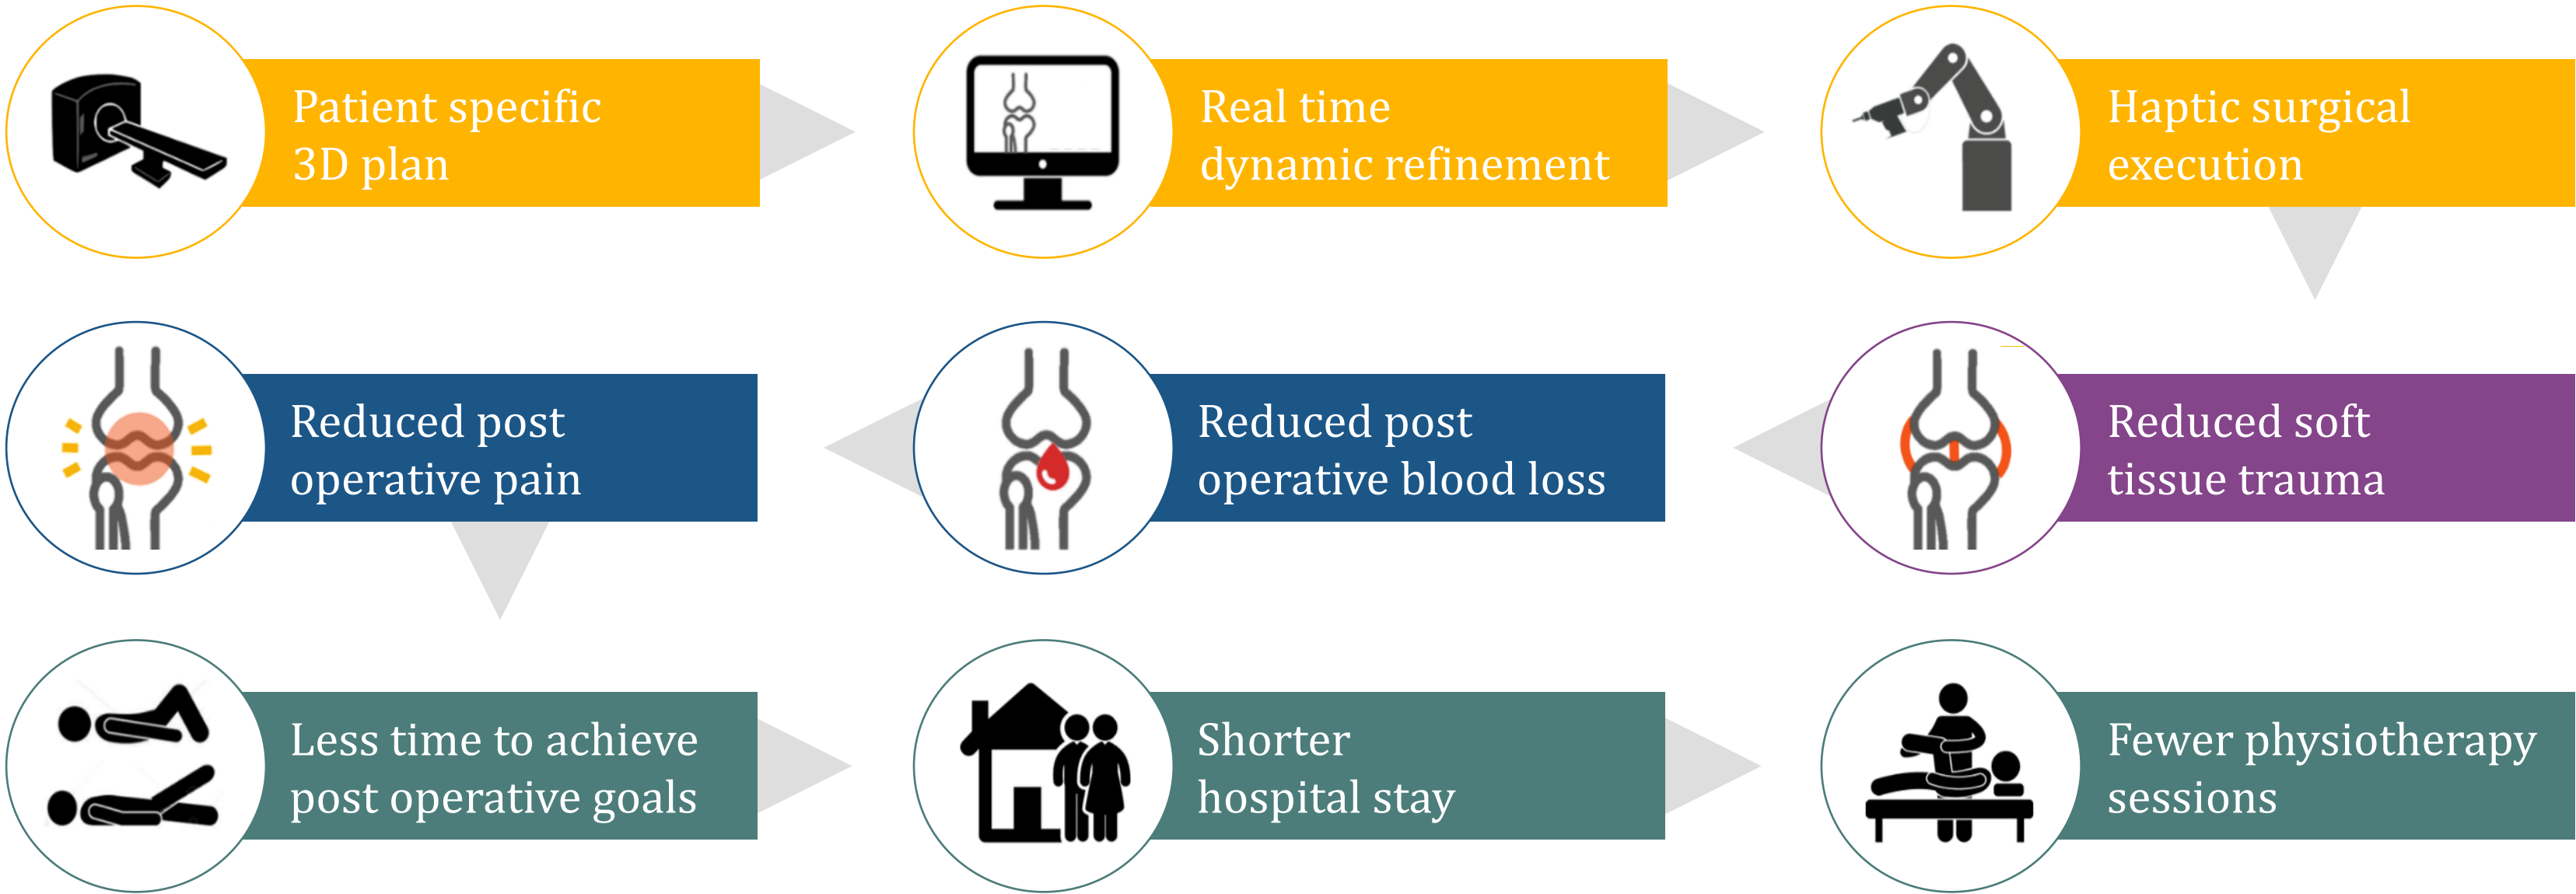 Patient specific
3D plan
Real time
dynamic refinement
Haptic surgical
execution
Reduced post
operative pain
Reduced post
operative blood loss
Reduced soft
tissue trauma
Less time to achieve
post operative goals
Shorter
hospital stay
Fewer physiotherapy
sessions